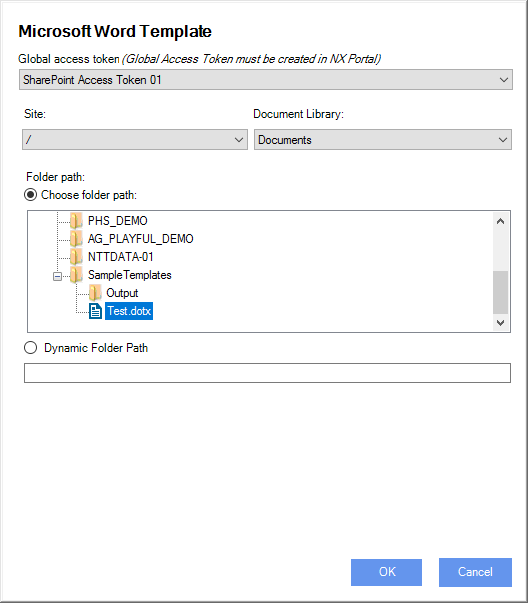 Microsoft Word Template
Global access token (Global Access Token must be created in NX Portal)
SharePoint Access Token 01
Site: Document Library:
/ Documents
Folder path:
Choose folder path:
PHS_DEMO
AG_PLAYFUL_DEMO
NTTDATA-01
SampleTemplates
Output
Test.dotx
Dynamic Folder Path
OK Cancel